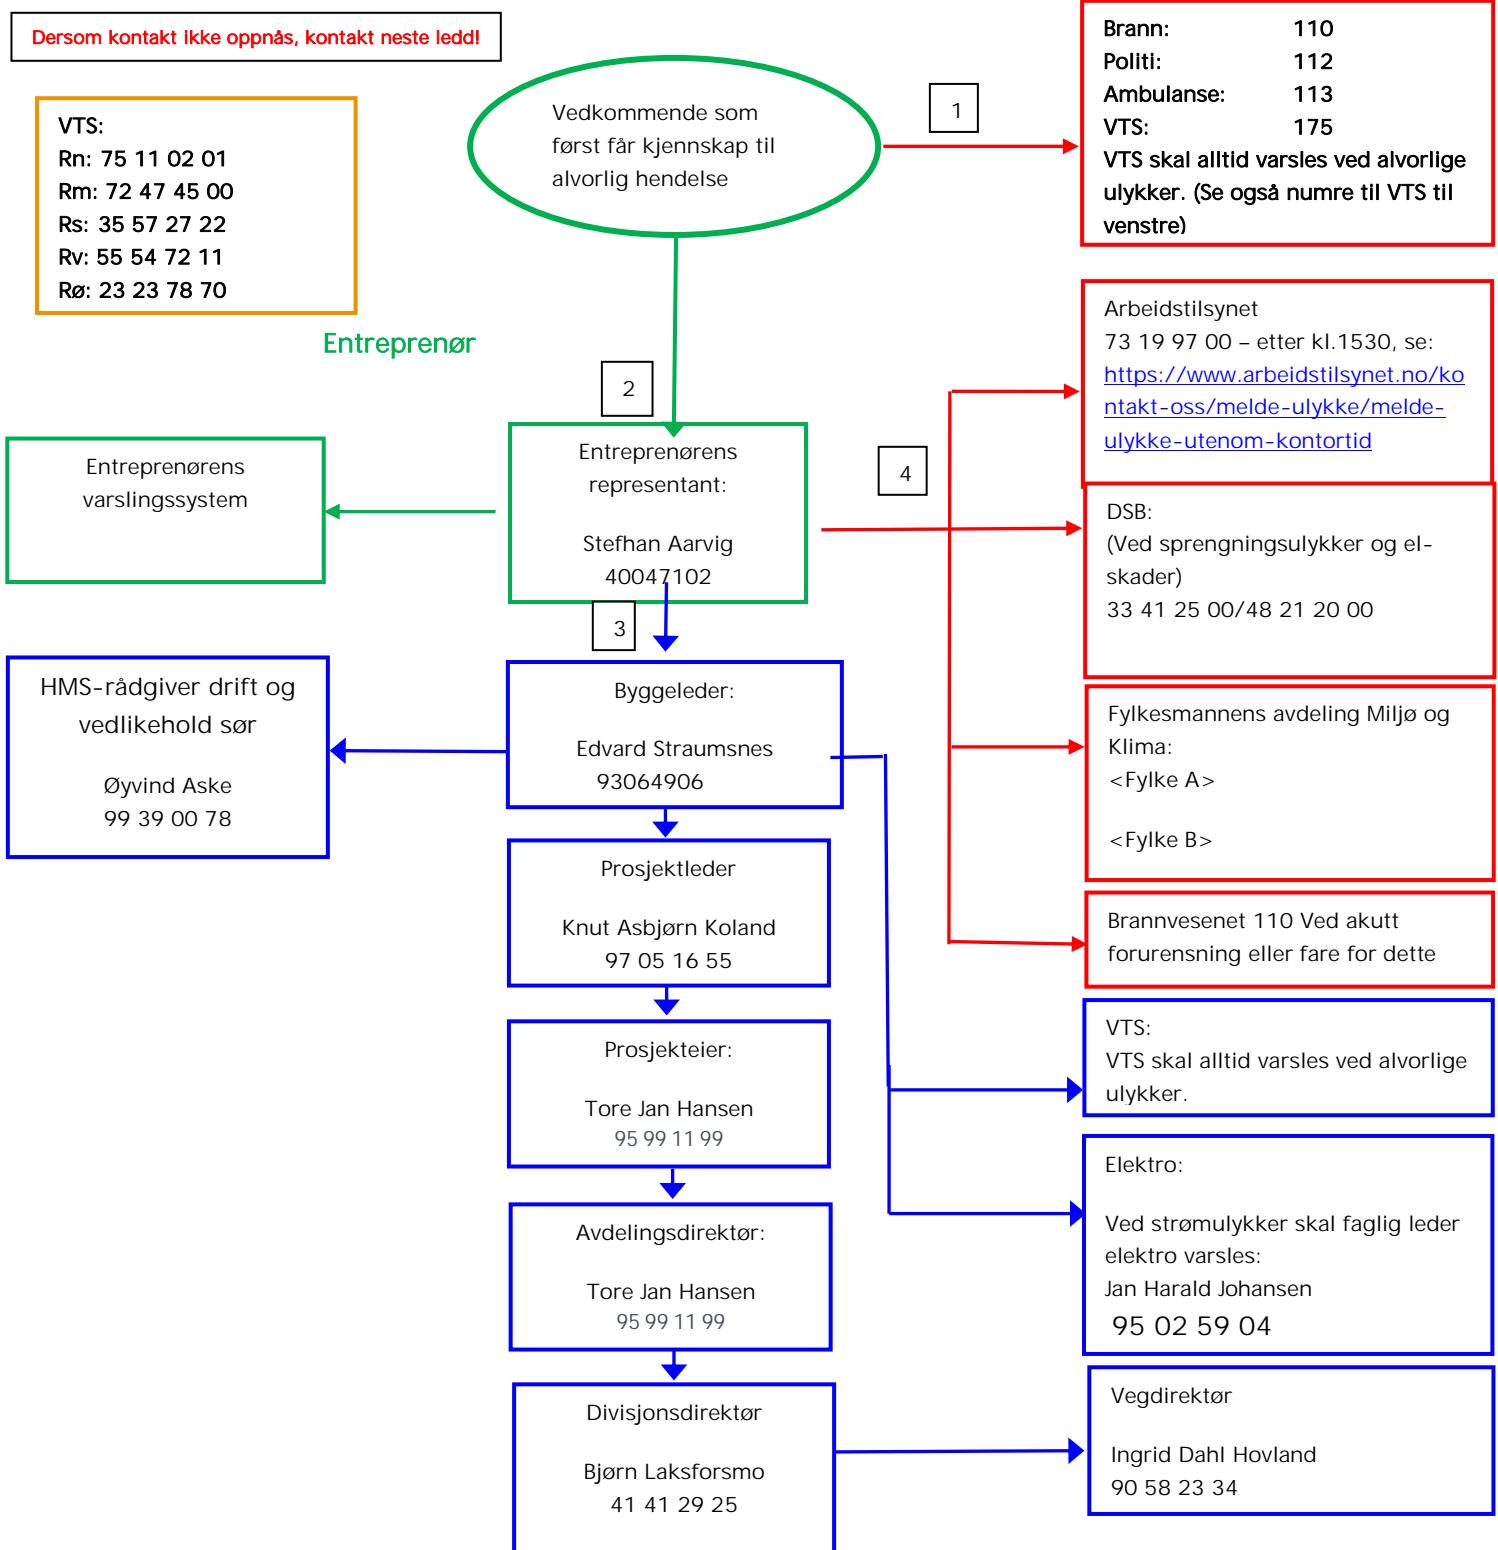 Dersom kontakt ikke oppnås, kontakt neste ledd!
VTS:
Rn: 75 11 02 01
Rm: 72 47 45 00
Rs: 35 57 27 22
Rv: 55 54 72 11
Rø: 23 23 78 70
Vedkommende som
først får kjennskap til
alvorlig hendelse
1
Brann: 110
Politi: 112
Ambulanse: 113
VTS: 175
VTS skal alltid varsles ved alvorlige
ulykker. (Se også numre til VTS til
venstre)
Entreprenør
2
Entreprenørens
varslingssystem
Entreprenørens
representant:
Stefhan Aarvig
40047102
4
Arbeidstilsynet
73 19 97 00 – etter kl.1530, se:
https://www.arbeidstilsynet.no/ko
ntakt-oss/melde-ulykke/melde-
ulykke-utenom-kontortid
DSB:
(Ved sprengningsulykker og el-
skader)
33 41 25 00/48 21 20 00
3
HMS-rådgiver drift og
vedlikehold sør
Øyvind Aske
99 39 00 78
Byggeleder:
Edvard Straumsnes
93064906
Fylkesmannens avdeling Miljø og
Klima:
<Fylke A>
<Fylke B>
Prosjektleder
Knut Asbjørn Koland
97 05 16 55
Brannvesenet 110 Ved akutt
forurensning eller fare for dette
Prosjekteier:
Tore Jan Hansen
95 99 11 99
VTS:
VTS skal alltid varsles ved alvorlige
ulykker.
Elektro:
Ved strømulykker skal faglig leder
elektro varsles:
Jan Harald Johansen
95 02 59 04
Avdelingsdirektør:
Tore Jan Hansen
95 99 11 99
Divisjonsdirektør
Bjørn Laksforsmo
41 41 29 25
Vegdirektør
Ingrid Dahl Hovland
90 58 23 34